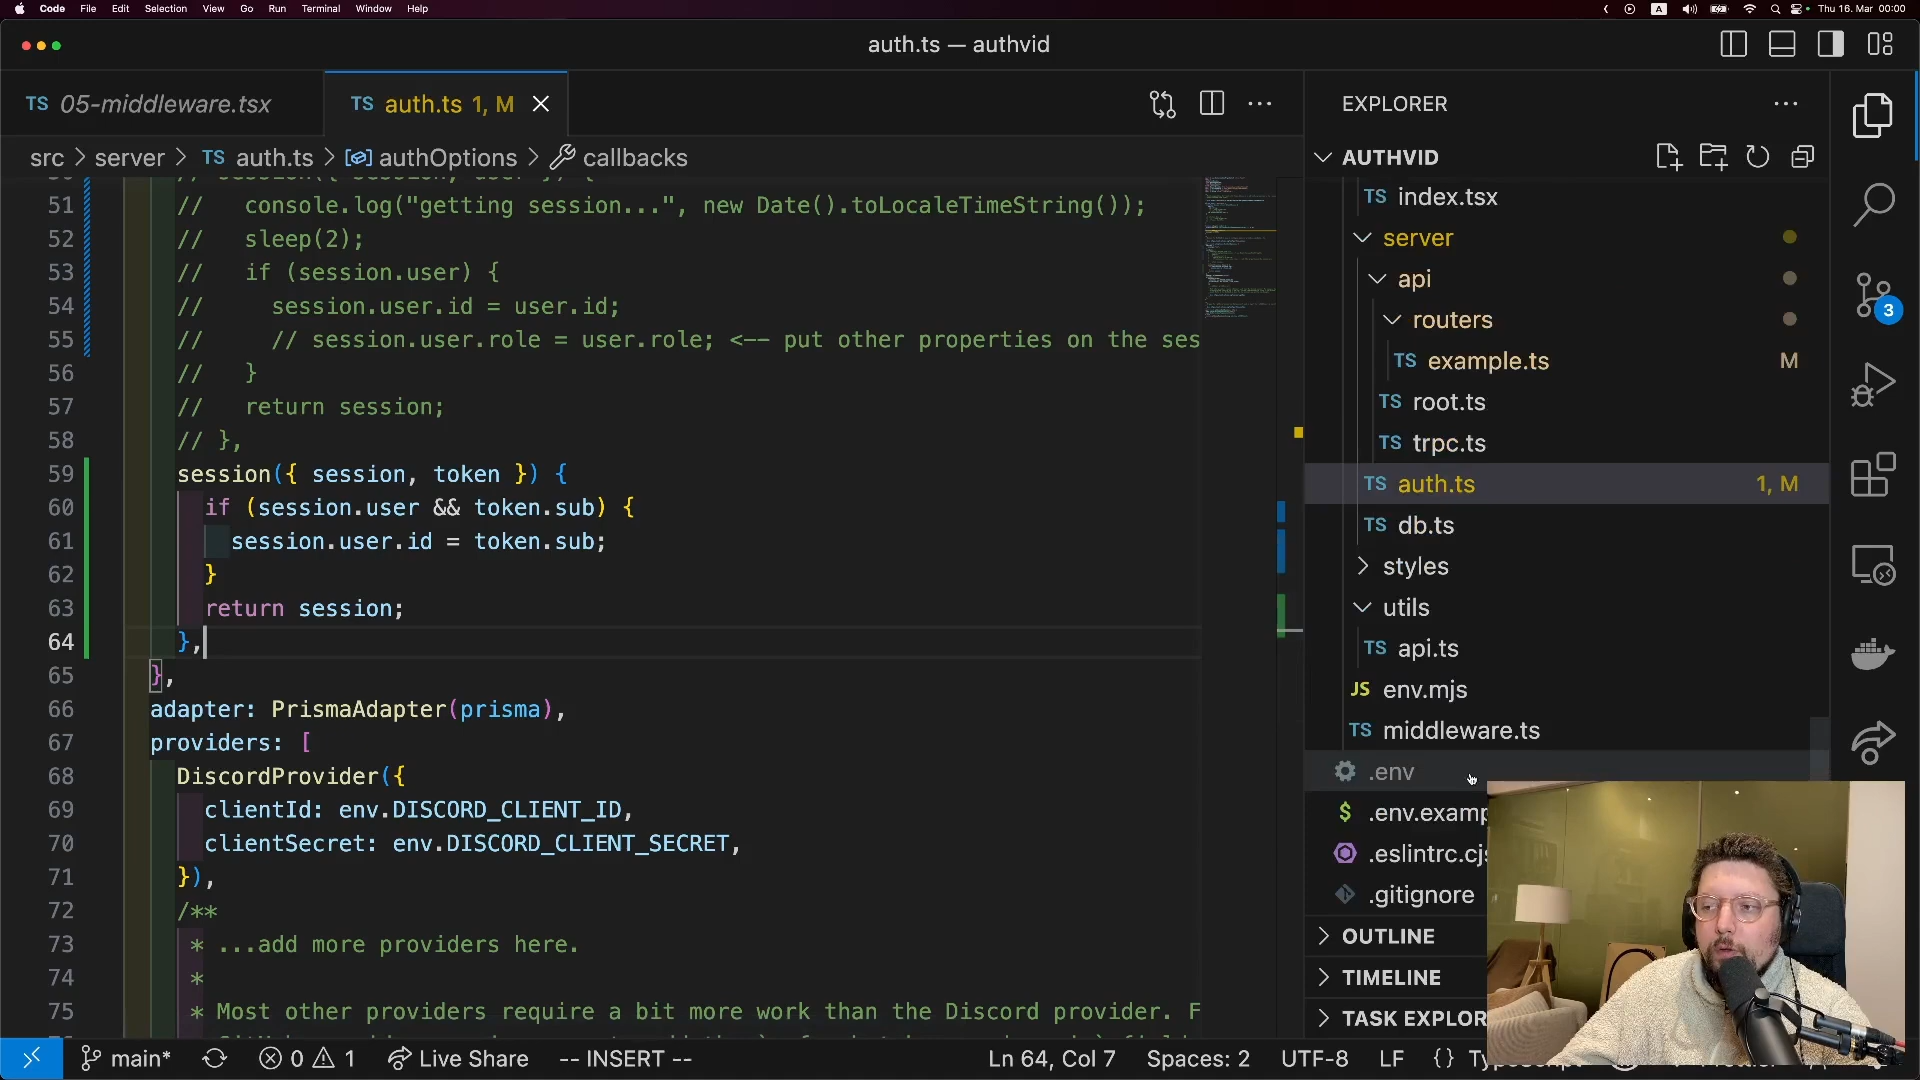 Code File Edit Selection View Go Run Terminal Window Help
A Thu 16. Mar 00:00
auth.ts — authvid
TS 05-middleware.tsx
TS auth.ts 1, M
src > server > TS auth.ts > authOptions > callbacks
51 // console.log("getting session...", new Date().toLocaleTimeString());
52 // sleep(2);
53 // if (session.user) {
54 // session.user.id = user.id;
55 // // session.user.role = user.role; <-- put other properties on the ses
56 // }
57 // return session;
58 // },
59 session({ session, token }) {
60 if (session.user && token.sub) {
61 session.user.id = token.sub;
62 }
63 return session;
64 },
65 },
66 adapter: PrismaAdapter(prisma),
67 providers: [
68 DiscordProvider({
69 clientId: env.DISCORD_CLIENT_ID,
70 clientSecret: env.DISCORD_CLIENT_SECRET,
71 }),
72 /**
73 * ...add more providers here.
74 *
75 * Most other providers require a bit more work than the Discord provider. F
EXPLORER
AUTHVID
TS index.tsx
server
api
routers
TS example.ts M
TS root.ts
TS trpc.ts
TS auth.ts 1, M
TS db.ts
styles
utils
TS api.ts
JS env.mjs
TS middleware.ts
.env
$ .env.examp
.eslintrc.cjs
.gitignore
OUTLINE
TIMELINE
TASK EXPLOR
3
main* 0 1 Live Share -- INSERT -- Ln 64, Col 7 Spaces: 2 UTF-8 LF {}